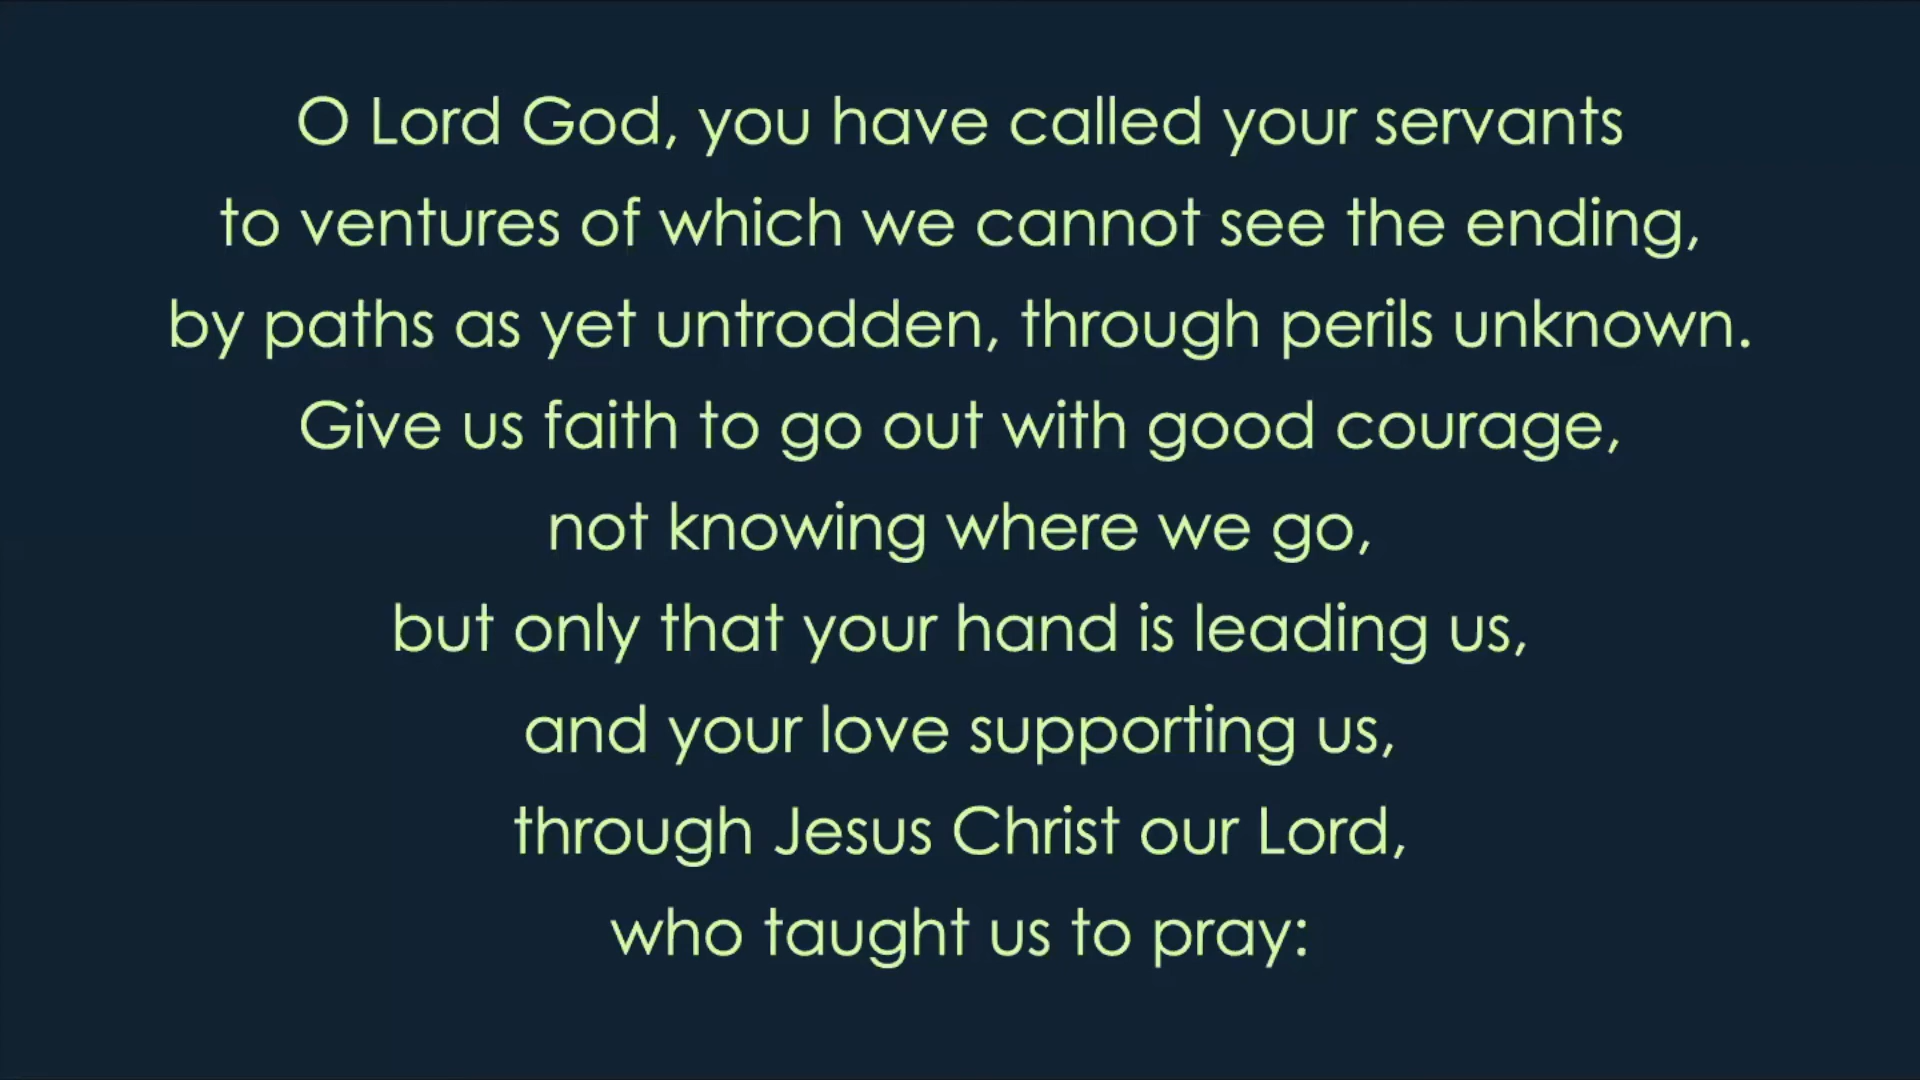 O Lord God, you have called your servants
to ventures of which we cannot see the ending,
by paths as yet untrodden, through perils unknown.
Give us faith to go out with good courage,
not knowing where we go,
but only that your hand is leading us,
and your love supporting us,
through Jesus Christ our Lord,
who taught us to pray: